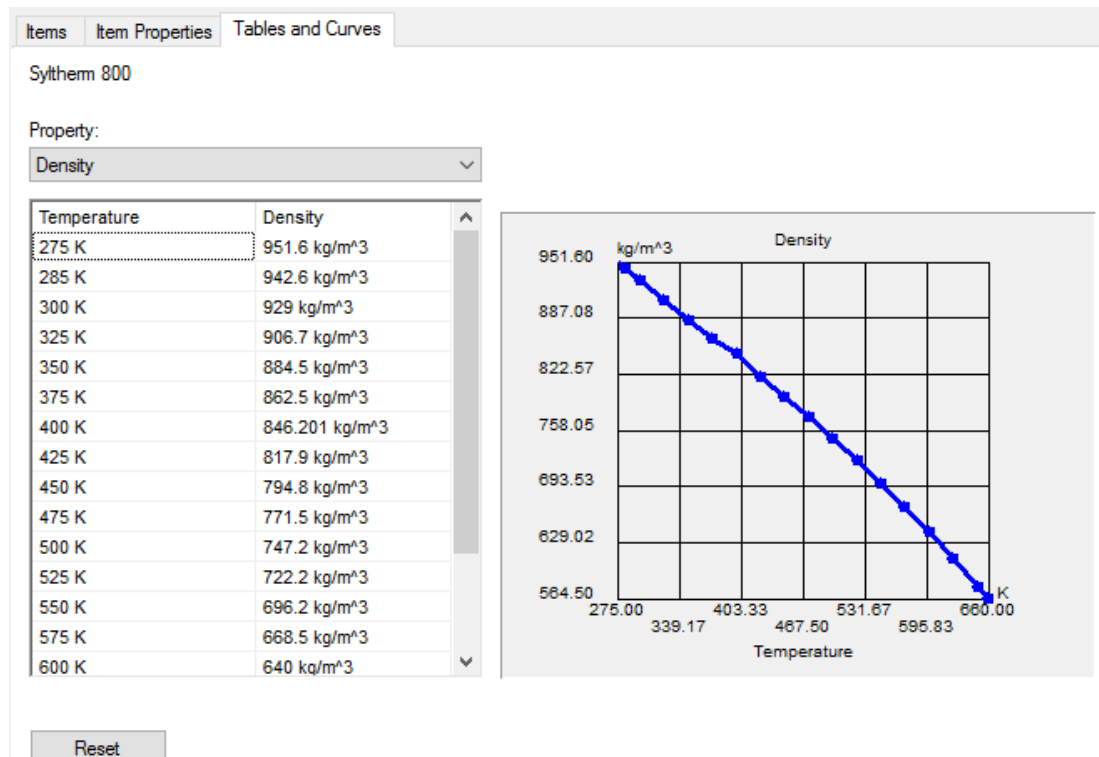 Items Item Properties Tables and Curves
Syltherm 800
Property:
Density
Temperature Density
275 K 951.6 kg/m^3
285 K 942.6 kg/m^3
300 K 929 kg/m^3
325 K 906.7 kg/m^3
350 K 884.5 kg/m^3
375 K 862.5 kg/m^3
400 K 846.201 kg/m^3
425 K 817.9 kg/m^3
450 K 794.8 kg/m^3
475 K 771.5 kg/m^3
500 K 747.2 kg/m^3
525 K 722.2 kg/m^3
550 K 696.2 kg/m^3
575 K 668.5 kg/m^3
600 K 640 kg/m^3
Density
kg/m^3
951.60
887.08
822.57
758.05
693.53
629.02
564.50
K
275.00 403.33 531.67 660.00
339.17 467.50 595.83
Temperature
Reset